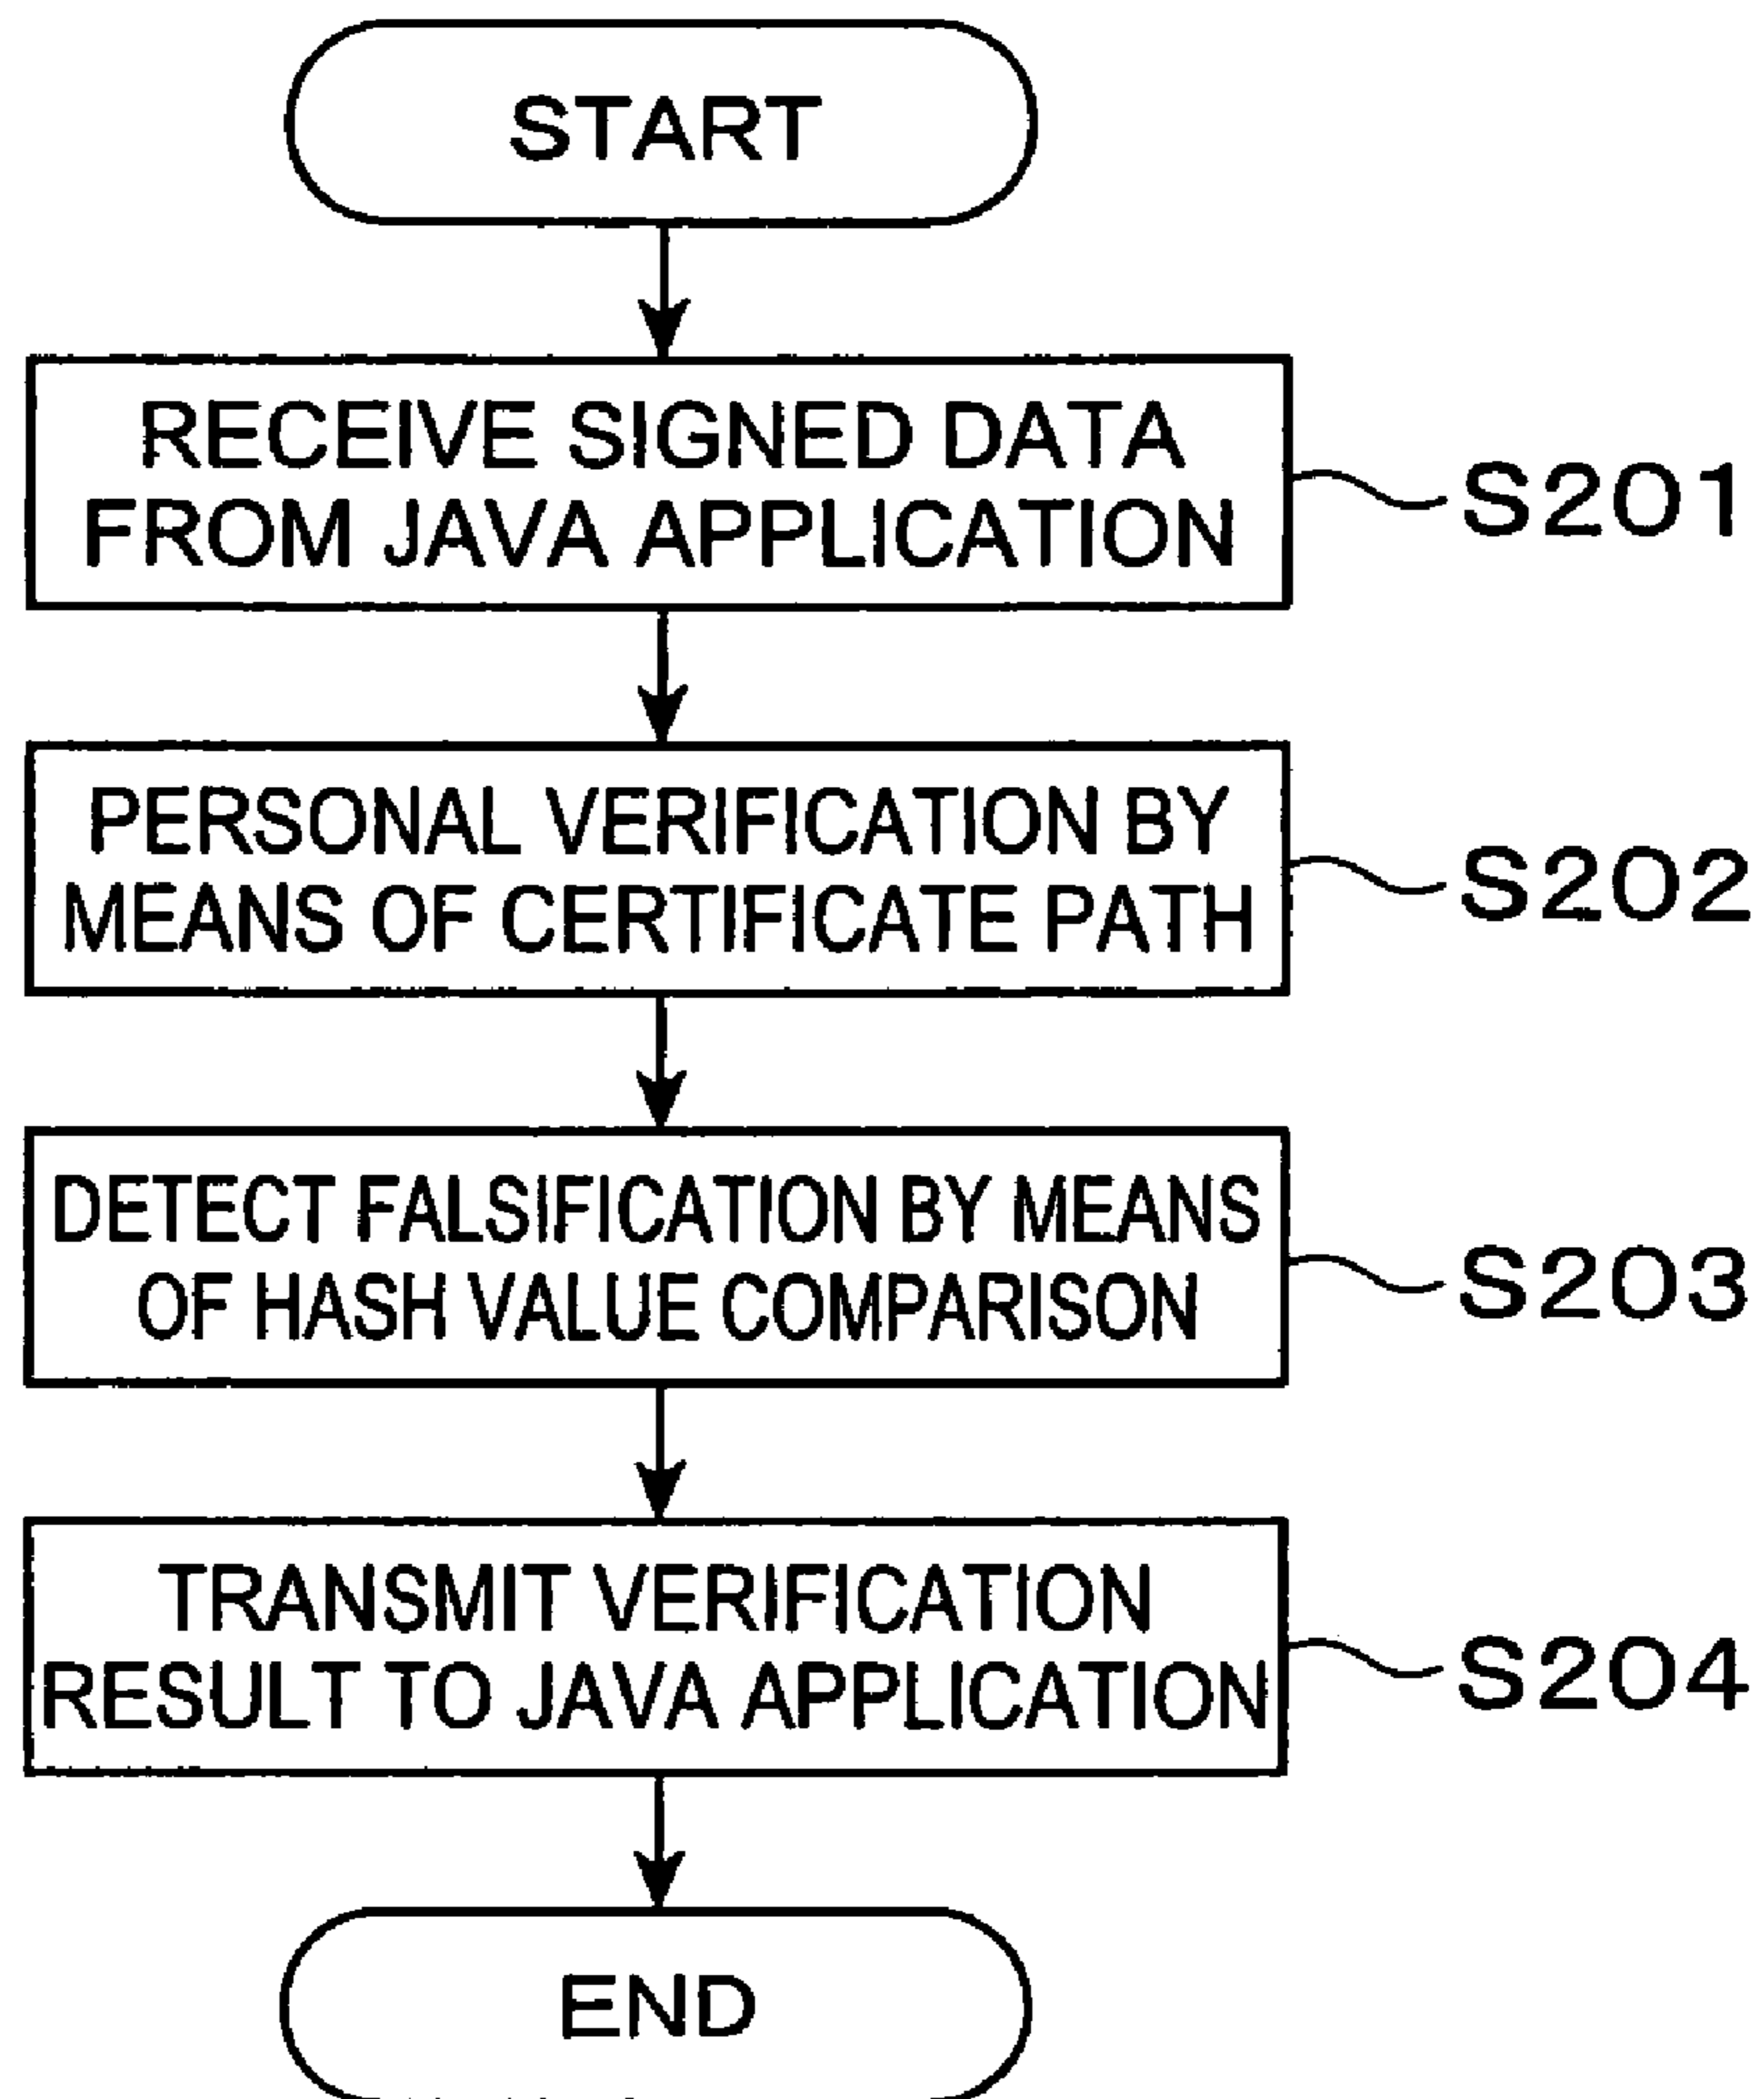 START
RECEIVE SIGNED DATA
FROM JAVA APPLICATION
S201
PERSONAL VERIFICATION BY
MEANS OF CERTIFICATE PATH
S202
DETECT FALSIFICATION BY MEANS
OF HASH VALUE COMPARISON
S203
TRANSMIT VERIFICATION
RESULT TO JAVA APPLICATION
S204
END